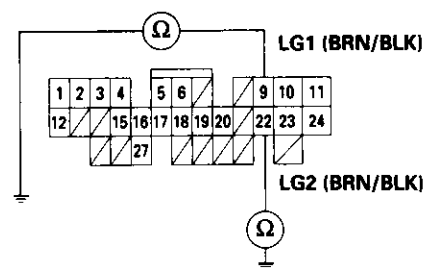 Ω
LG1 (BRN/BLK)
1 2 3 4 5 6 9 10 11
12 15 16 17 18 19 20 22 23 24
27
LG2 (BRN/BLK)
Ω